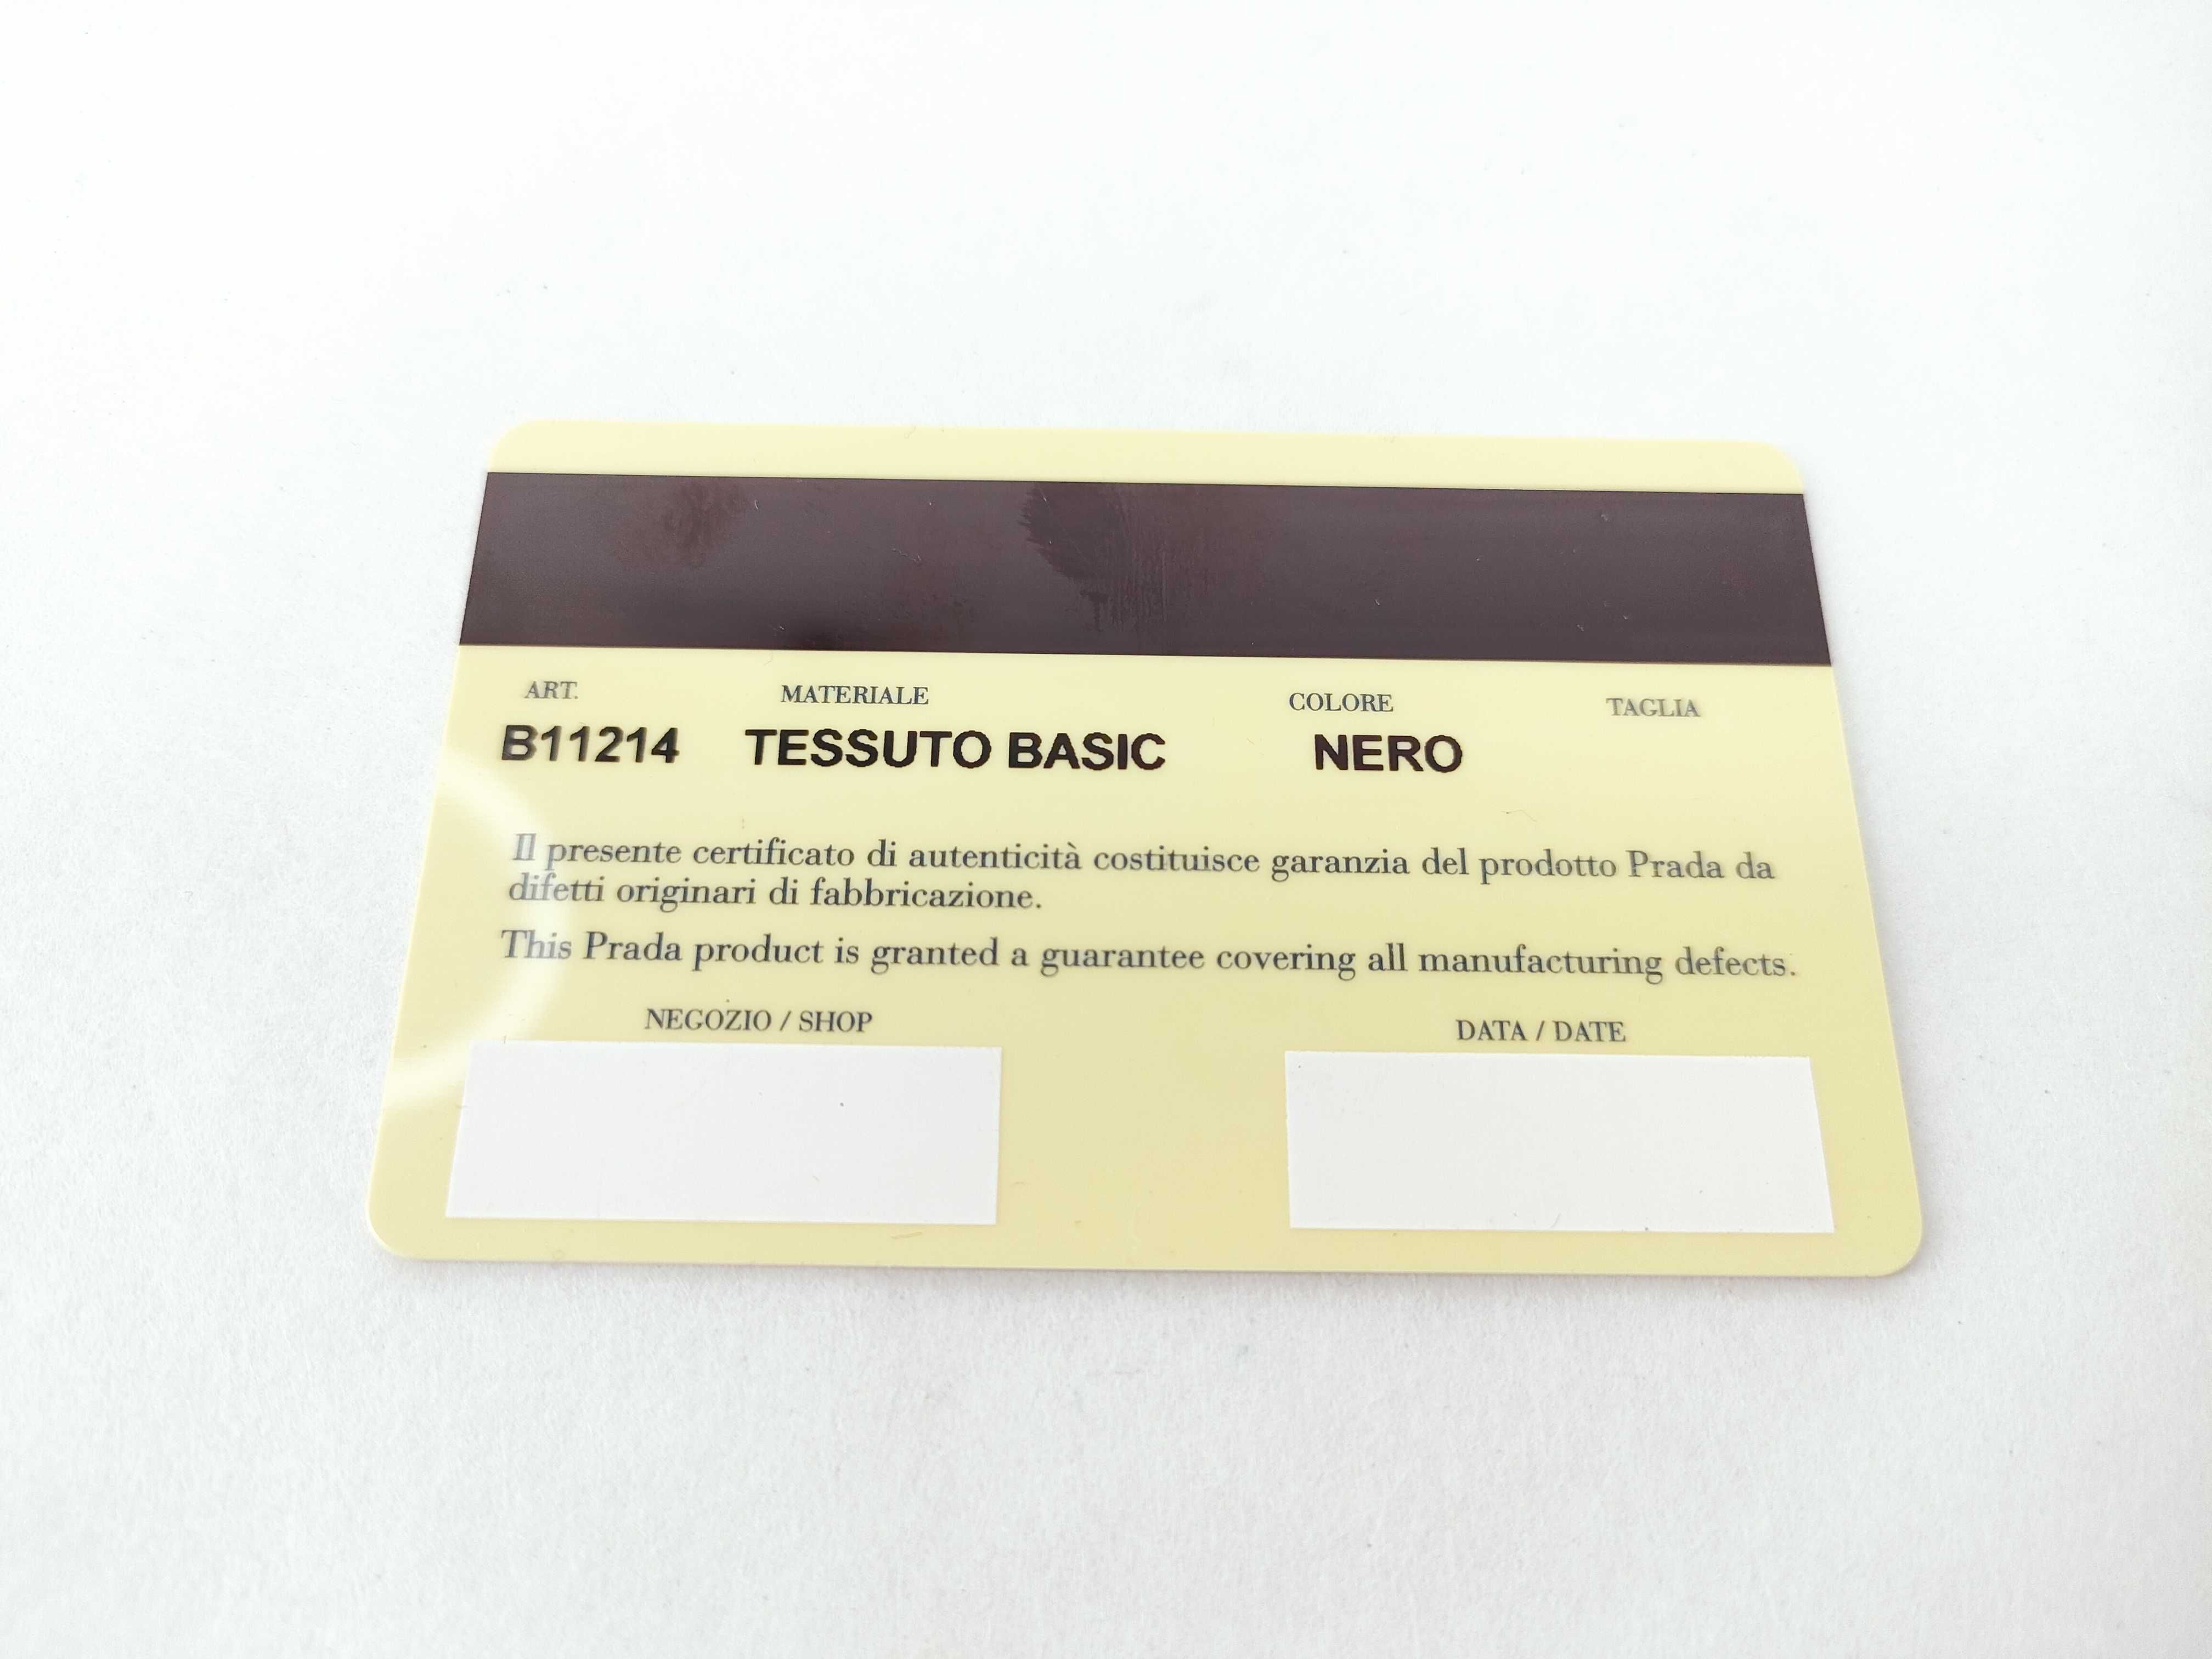 ART. MATERIALE COLORE TAGLIA
B11214 TESSUTO BASIC NERO
Il presente certificato di autenticità costituisce garanzia del prodotto Prada da
difetti originari di fabbricazione.
This Prada product is granted a guarantee covering all manufacturing defects.
NEGOZIO / SHOP DATA / DATE